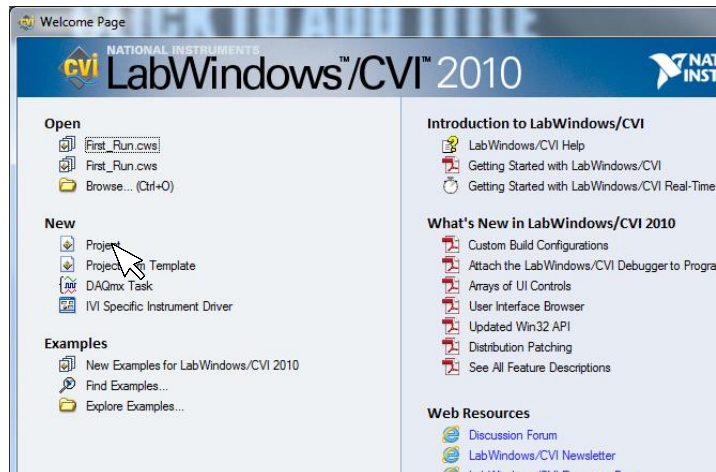 Welcome Page
NATIONAL INSTRUMENTS
cvi LabWindows™/CVI™ 2010
Open
First_Run.cws
First_Run.cws
Browse... (Ctrl+O)
New
Project
Project Template
DAQmx Task
IVI Specific Instrument Driver
Examples
New Examples for LabWindows/CVI 2010
Find Examples...
Explore Examples...
Introduction to LabWindows/CVI
LabWindows/CVI Help
Getting Started with LabWindows/CVI
Getting Started with LabWindows/CVI Real-Time
What's New in LabWindows/CVI 2010
Custom Build Configurations
Attach the LabWindows/CVI Debugger to
Arrays of UI Controls
User Interface Browser
Updated Win32 API
Distribution Patching
See All Feature Descriptions
Web Resources
Discussion Forum
LabWindows/CVI Newsletter